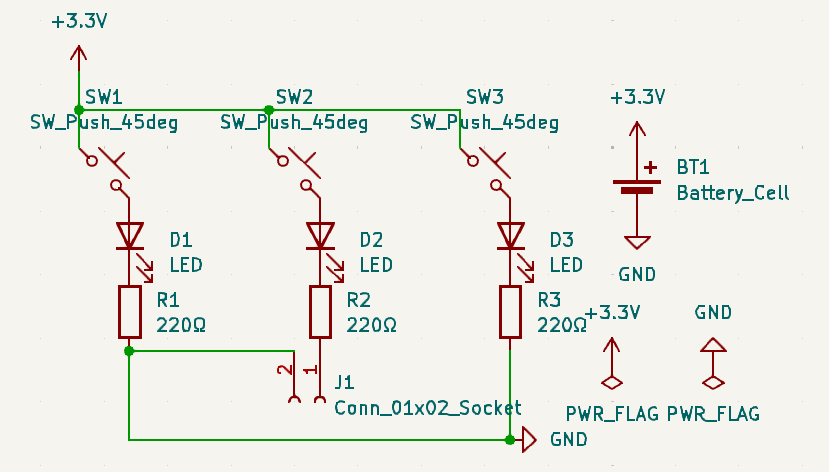 +3.3V
SW1
SW_Push_45deg
SW2
SW_Push_45deg
SW3
SW_Push_45deg
+3.3V
BT1
Battery_Cell
GND
D1
LED
D2
LED
D3
LED
R1
220Ω
R2
220Ω
R3
220Ω
+3.3V
GND
PWR_FLAG
PWR_FLAG
2
1
J1
Conn_01x02_Socket
GND